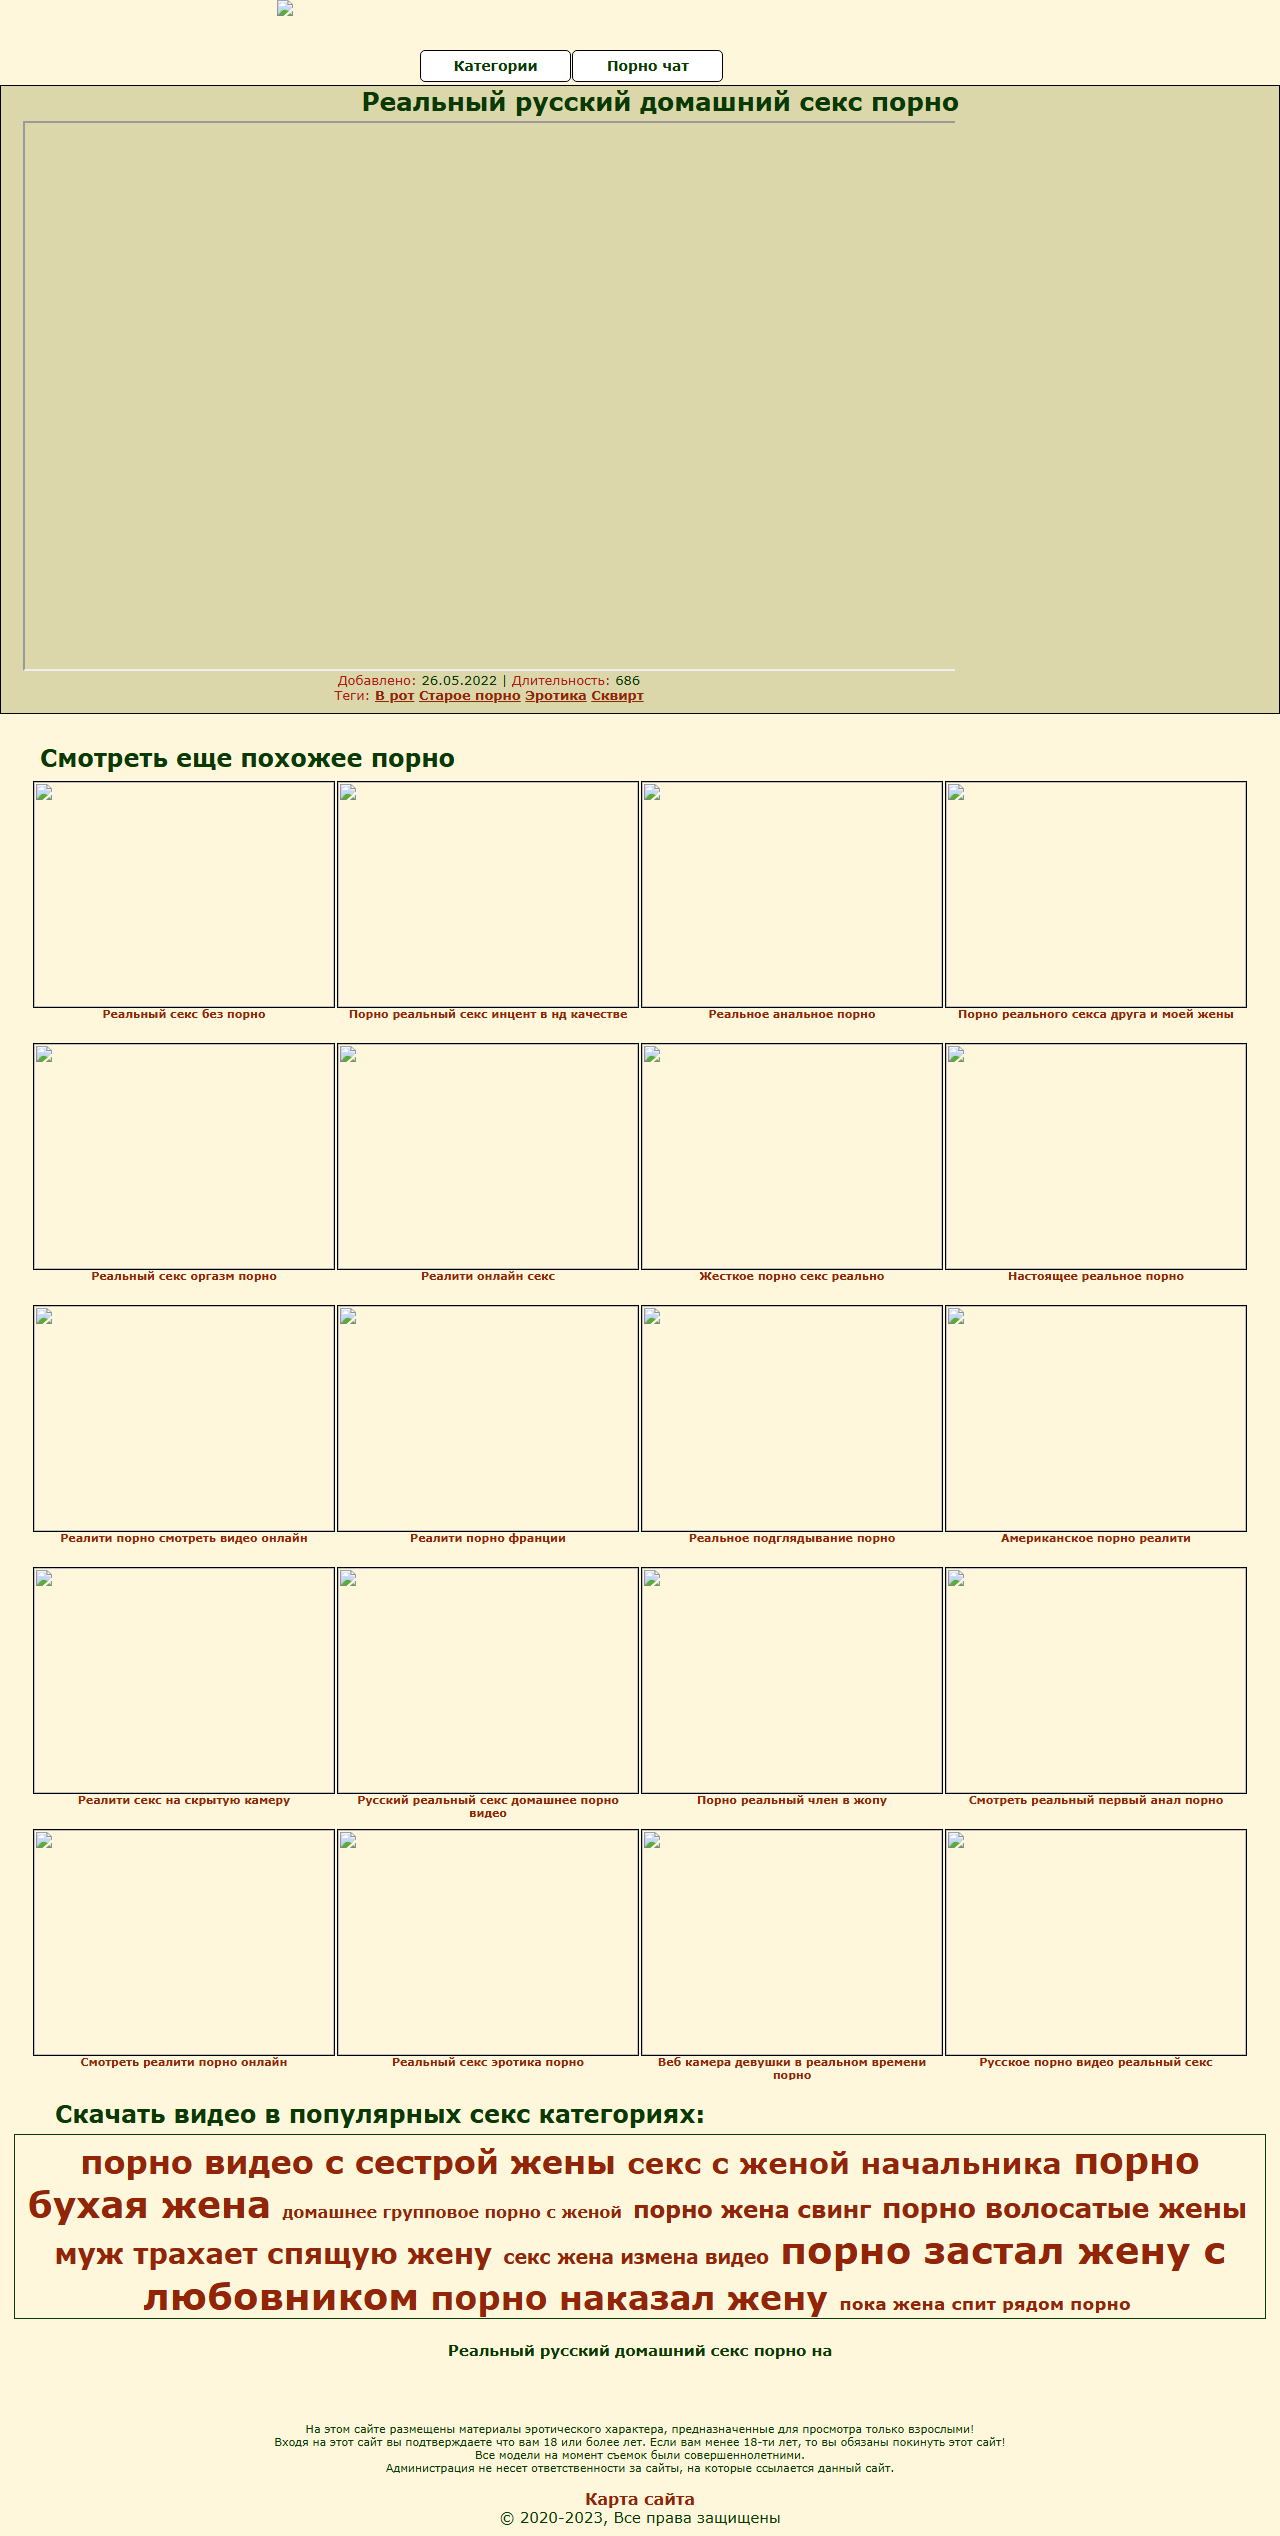 Категории Порно чат
Реальный русский домашний секс порно
Добавлено: 26.05.2022 | Длительность: 686
Теги: В рот Старое порно Эротика Сквирт
Смотреть еще похожее порно
Реальный секс без порно
Порно реальный секс инцент в нд качестве
Реальное анальное порно
Порно реального секса друга и моей жены
Реальный секс оргазм порно
Реалити онлайн секс
Жесткое порно секс реально
Настоящее реальное порно
Реалити порно смотреть видео онлайн
Реалити порно франции
Реальное подглядывание порно
Американское порно реалити
Реалити секс на скрытую камеру
Русский реальный секс домашнее порно
видео
Порно реальный член в жопу
Смотреть реальный первый анал порно
Смотреть реалити порно онлайн
Реальный секс эротика порно
Веб камера девушки в реальном времени
порно
Русское порно видео реальный секс
Скачать видео в популярных секс категориях:
порно видео с сестрой жены секс с женой начальника порно
бухая жена домашнее групповое порно с женой порно жена свинг порно волосатые жены
муж трахает спящую жену секс жена измена видео порно застал жену с
любовником порно наказал жену пока жена спит рядом порно
Реальный русский домашний секс порно на
На этом сайте размещены материалы эротического характера, предназначенные для просмотра только взрослыми!
Входя на этот сайт вы подтверждаете что вам 18 или более лет. Если вам менее 18-ти лет, то вы обязаны покинуть этот сайт!
Все модели на момент съемок были совершеннолетними.
Администрация не несет ответственности за сайты, на которые ссылается данный сайт.
Карта сайта
© 2020-2023, Все права защищены